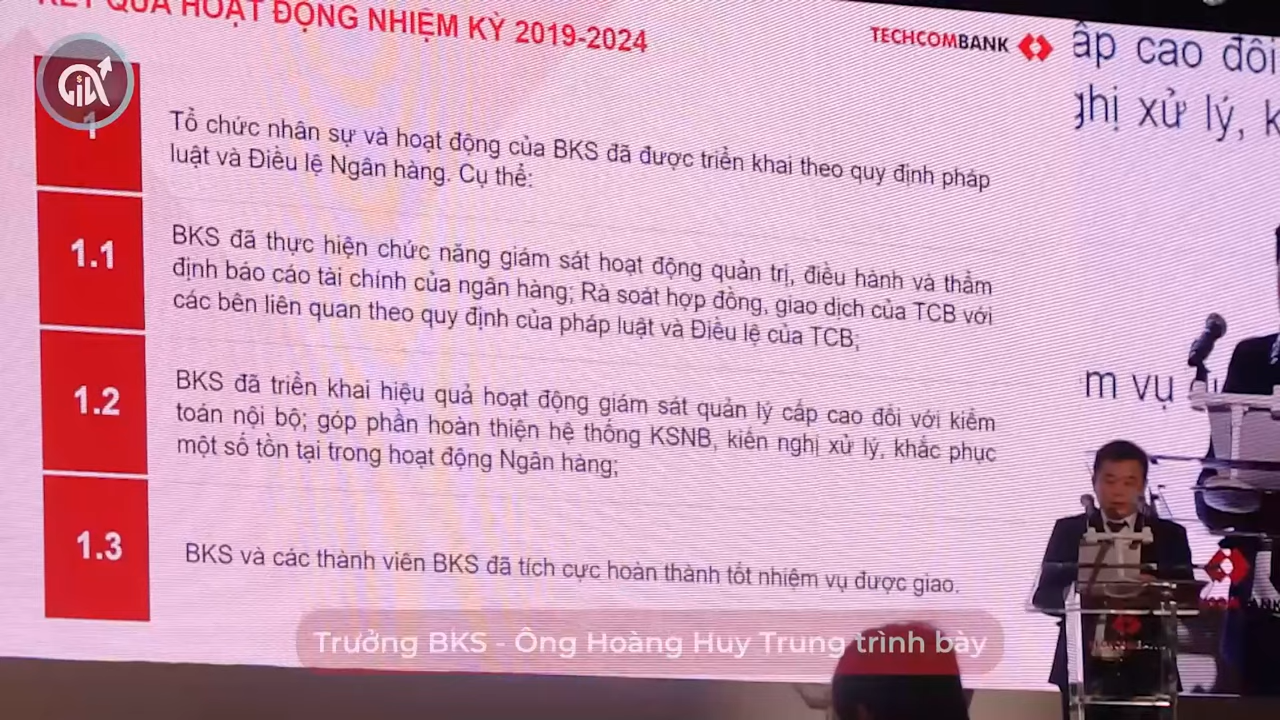 KẾT QUẢ HOẠT ĐỘNG NHIỆM KỲ 2019-2024
TECHCOMBANK
1
Tổ chức nhân sự và hoạt động của BKS đã được triển khai theo quy định pháp
luật và Điều lệ Ngân hàng. Cụ thể:
1.1
BKS đã thực hiện chức năng giám sát hoạt động quản trị, điều hành và thẩm
định báo cáo tài chính của ngân hàng; Rà soát hợp đồng, giao dịch của TCB với
các bên liên quan theo quy định của pháp luật và Điều lệ của TCB;
1.2
BKS đã triển khai hiệu quả hoạt động giám sát quản lý cấp cao đối với kiểm
toán nội bộ; góp phần hoàn thiện hệ thống KSNB, kiến nghị xử lý, khắc phục
một số tồn tại trong hoạt động Ngân hàng;
1.3
BKS và các thành viên BKS đã tích cực hoàn thành tốt nhiệm vụ được giao.
ấp cao đối
ghị xử lý, k
m vụ
Trưởng BKS - Ông Hoàng Huy Trung trình bày